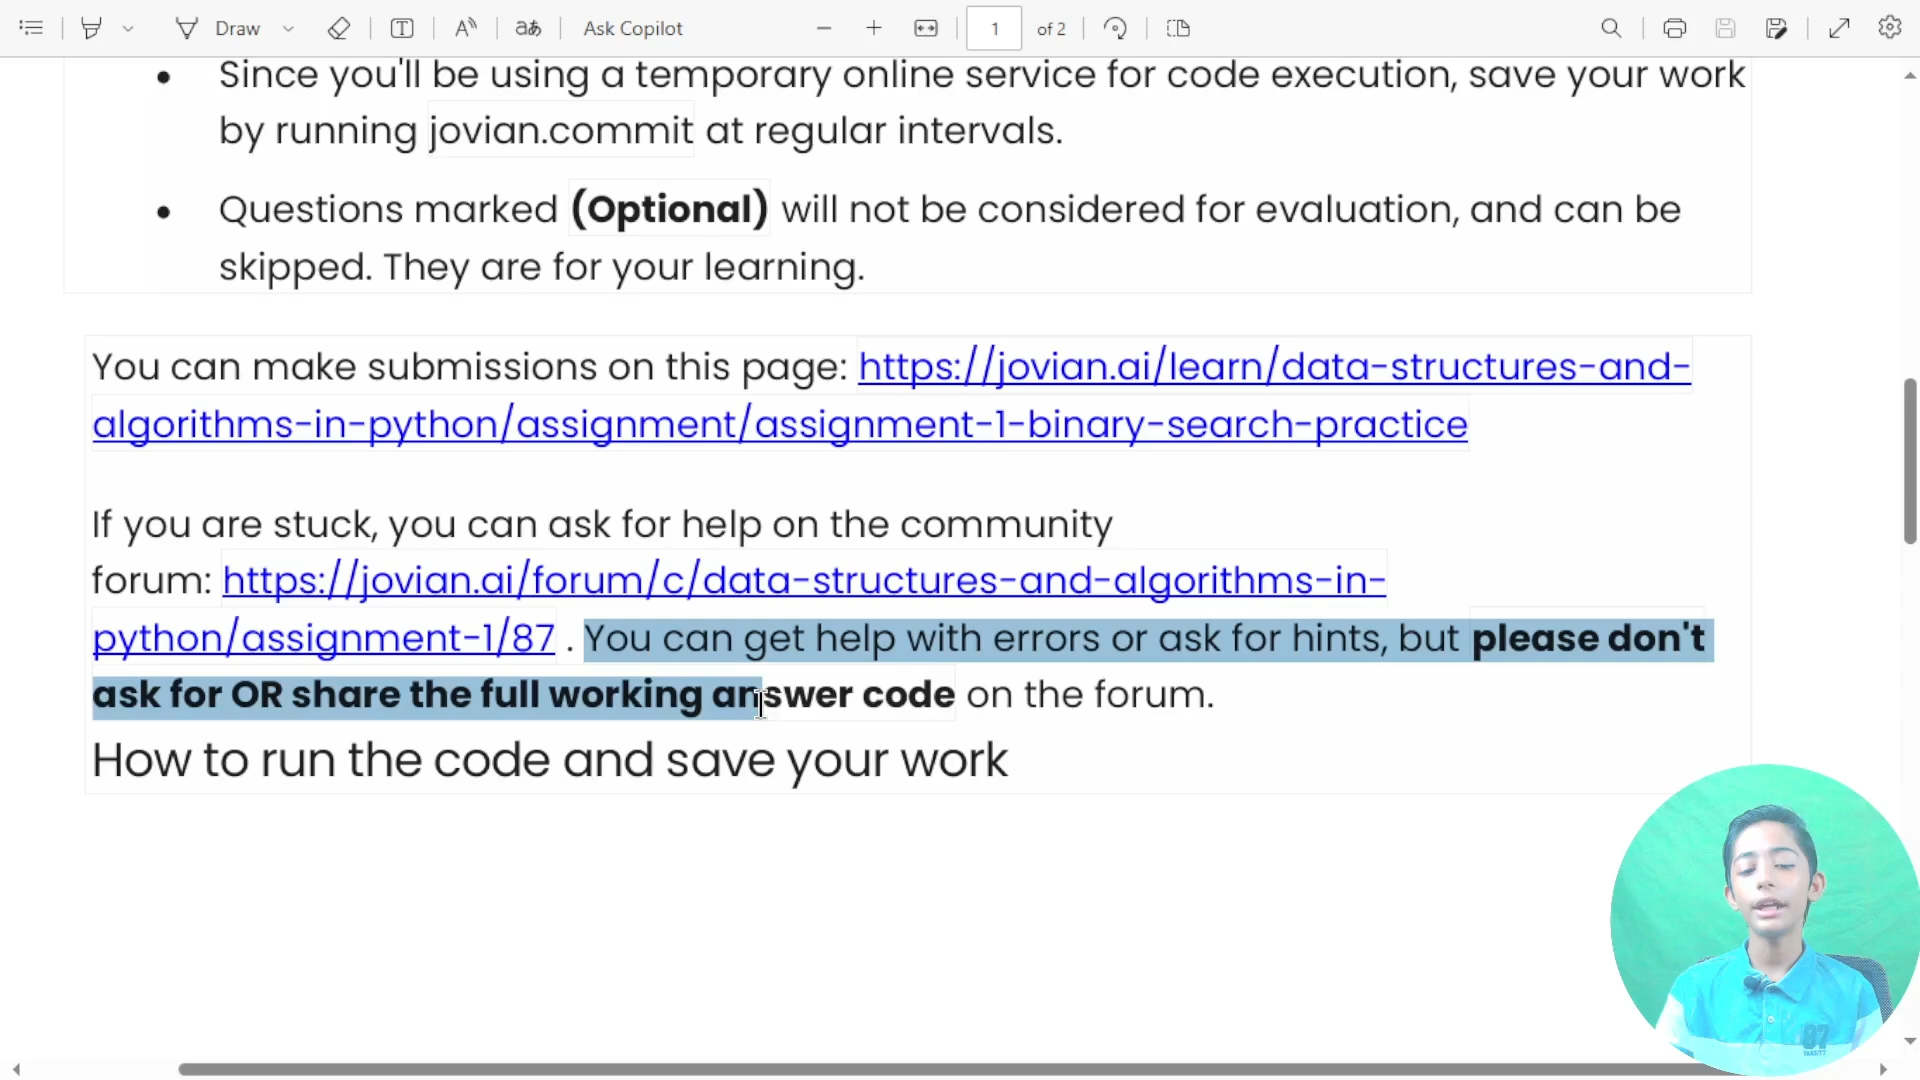 Draw
Ask Copilot
1 of 2
• Since you'll be using a temporary online service for code execution, save your work
by running jovian.commit at regular intervals.
• Questions marked (Optional) will not be considered for evaluation, and can be
skipped. They are for your learning.
You can make submissions on this page: https://jovian.ai/learn/data-structures-and-
algorithms-in-python/assignment/assignment-1-binary-search-practice
If you are stuck, you can ask for help on the community
forum: https://jovian.ai/forum/c/data-structures-and-algorithms-in-
python/assignment-1/87 . You can get help with errors or ask for hints, but please don't
ask for OR share the full working answer code on the forum.
How to run the code and save your work